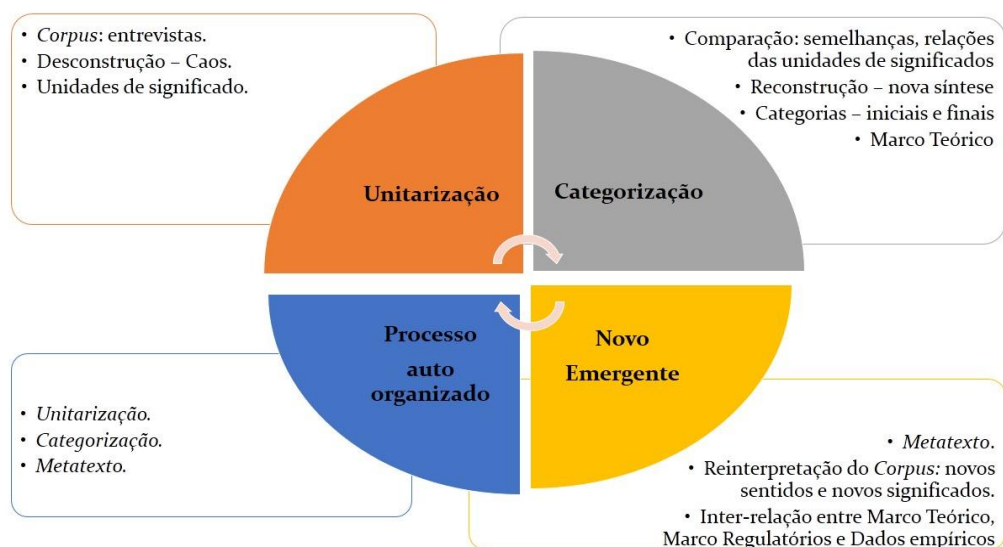 • Corpus: entrevistas.
• Desconstrução – Caos.
• Unidades de significado.
• Comparação: semelhanças, relações
das unidades de significados
• Reconstrução – nova síntese
• Categorias – iniciais e finais
• Marco Teórico
Unitarização
Categorização
Processo
auto
organizado
Novo
Emergente
• Unitarização.
• Categorização.
• Metatexto.
• Metatexto.
• Reinterpretação do Corpus: novos
sentidos e novos significados.
• Inter-relação entre Marco Teórico,
Marco Regulatórios e Dados empíricos